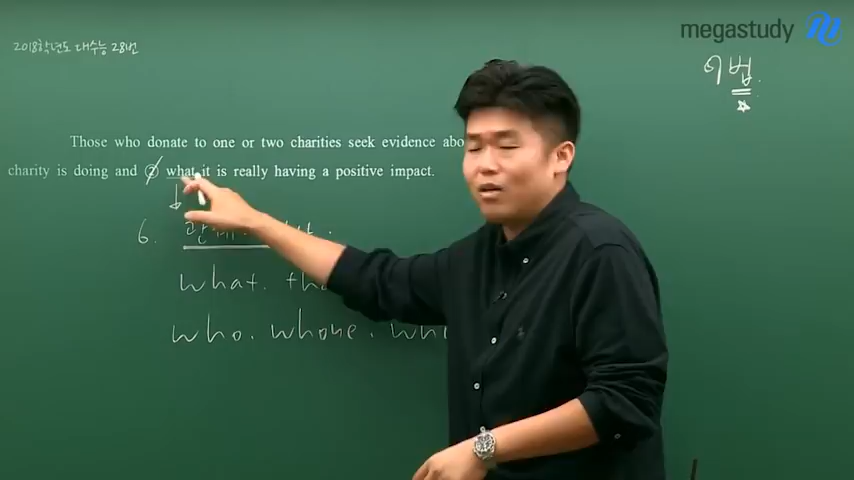 megastudy
2018학년도 대수능 28번
어법.
Those who donate to one or two charities seek evidence
charity is doing and ② what it is really having a positive impact.
6.
what.
who. whose.